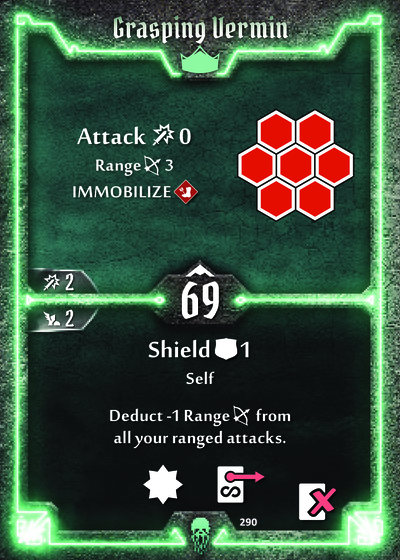 Grasping Vermin
Attack 0
Range 3
IMMOBILIZE
2
69
2
Shield 1
Self
Deduct -1 Range from
all your ranged attacks.
290